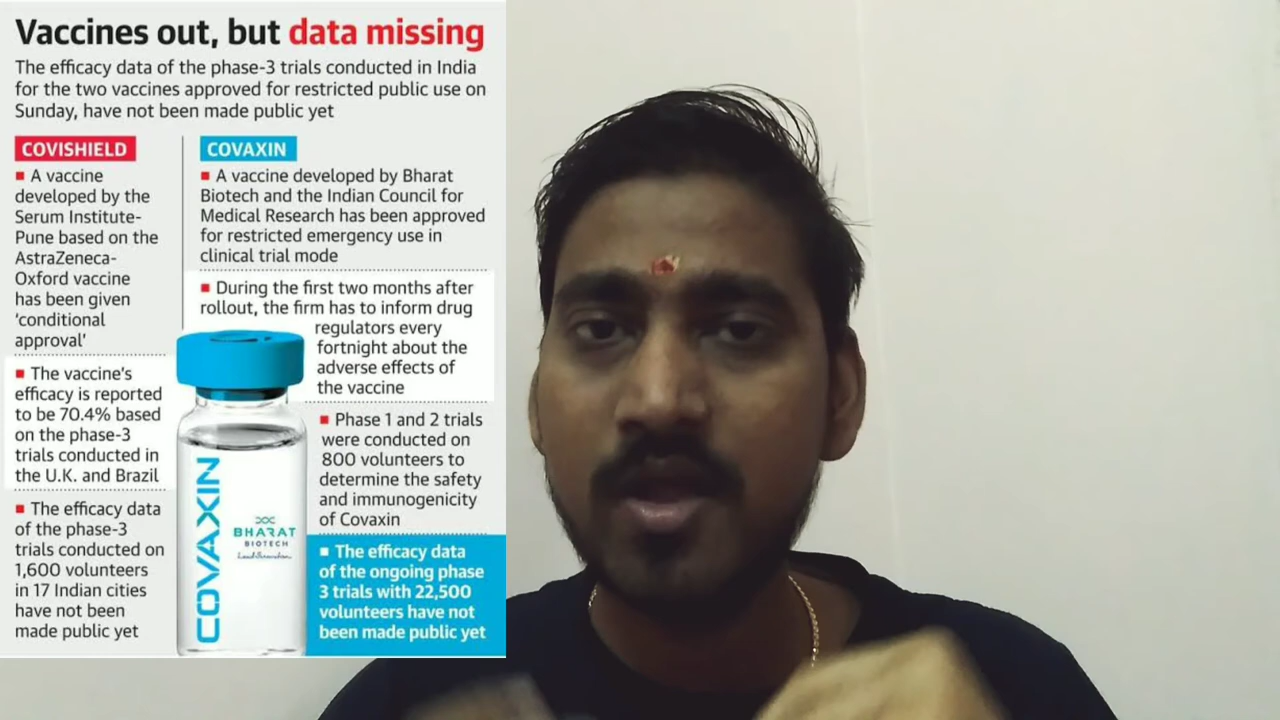 Vaccines out, but data missing
The efficacy data of the phase-3 trials conducted in India
for the two vaccines approved for restricted public use on
Sunday, have not been made public yet
COVISHIELD
■ A vaccine
developed by the
Serum Institute-
Pune based on the
AstraZeneca-
Oxford vaccine
has been given
‘conditional
approval’
■ The vaccine’s
efficacy is reported
to be 70.4% based
on the phase-3
trials conducted in
the U.K. and Brazil
■ The efficacy data
of the phase-3
trials conducted on
1,600 volunteers
in 17 Indian cities
have not been
made public yet
COVAXIN
■ A vaccine developed by Bharat
Biotech and the Indian Council for
Medical Research has been approved
for restricted emergency use in
clinical trial mode
■ During the first two months after
rollout, the firm has to inform drug
regulators every
fortnight about the
adverse effects of
the vaccine
■ Phase 1 and 2 trials
were conducted on
800 volunteers to
determine the safety
and immunogenicity
of Covaxin
■ The efficacy data
of the ongoing phase
3 trials with 22,500
volunteers have not
been made public yet
COVAXIN
BHARAT
BIOTECH